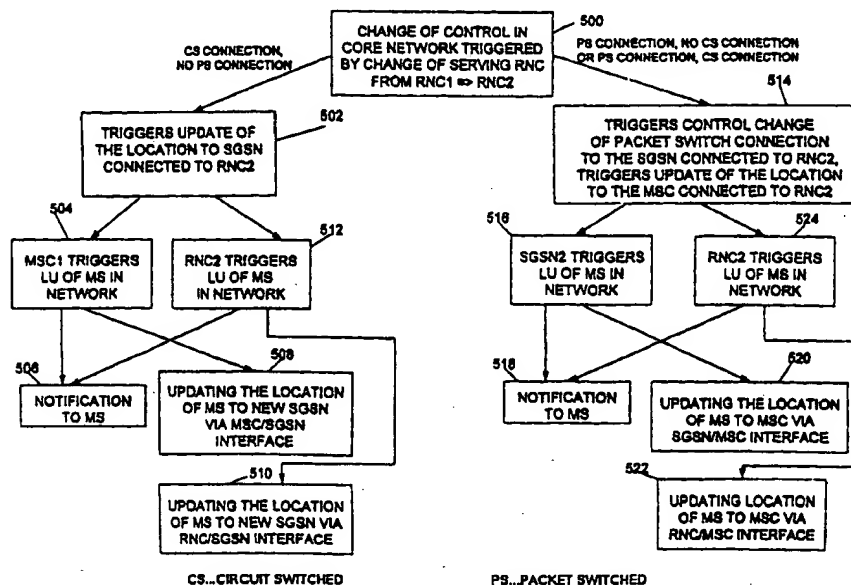 500
CHANGE OF CONTROL IN
CORE NETWORK TRIGGERED
BY CHANGE OF SERVING RNC
FROM RNC1 => RNC2
CS CONNECTION,
NO PS CONNECTION
PS CONNECTION, NO CS CONNECTION
OR PS CONNECTION, CS CONNECTION
502
TRIGGERS UPDATE OF
THE LOCATION TO SGSN
CONNECTED TO RNC2
514
TRIGGERS CONTROL CHANGE
OF PACKET SWITCH CONNECTION
TO THE SGSN CONNECTED TO RNC2,
TRIGGERS UPDATE OF THE LOCATION
TO THE MSC CONNECTED TO RNC2
504
MSC1 TRIGGERS
LU OF MS IN
NETWORK
512
RNC2 TRIGGERS
LU OF MS
IN NETWORK
516
SGSN2 TRIGGERS
LU OF MS IN
NETWORK
524
RNC2 TRIGGERS
LU OF MS IN
NETWORK
506
NOTIFICATION
TO MS
508
UPDATING THE LOCATION
OF MS TO NEW SGSN
VIA MSC/SGSN
INTERFACE
518
NOTIFICATION
TO MS
520
UPDATING THE LOCATION
OF MS TO MSC VIA
SGSN/MSC INTERFACE
510
UPDATING THE LOCATION
OF MS TO NEW SGSN VIA
RNC/SGSN INTERFACE
522
UPDATING LOCATION
OF MS TO MSC VIA
RNC/MSC INTERFACE
CS...CIRCUIT SWITCHED
PS...PACKET SWITCHED